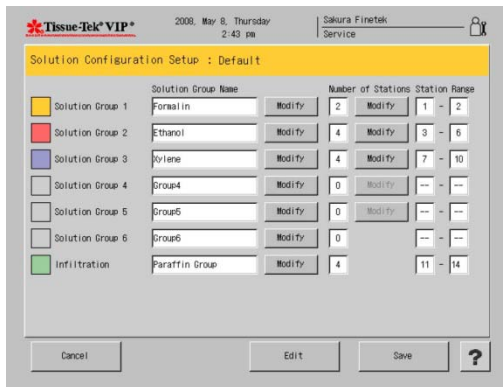 Tissue-Tek® VIP®
2008, May 8, Thursday
2:43 pm
Sakura Finetek
Service
Solution Configuration Setup : Default
Solution Group Name Number of Stations Station Range
Solution Group 1 Formalin Modify 2 Modify 1 - 2
Solution Group 2 Ethanol Modify 4 Modify 3 - 6
Solution Group 3 Xylene Modify 4 Modify 7 - 10
Solution Group 4 Group4 Modify 0 Modify -- - --
Solution Group 5 Group5 Modify 0 Modify -- - --
Solution Group 6 Group6 Modify 0 -- - --
Infiltration Paraffin Group Modify 4 11 - 14
Cancel Edit Save ?